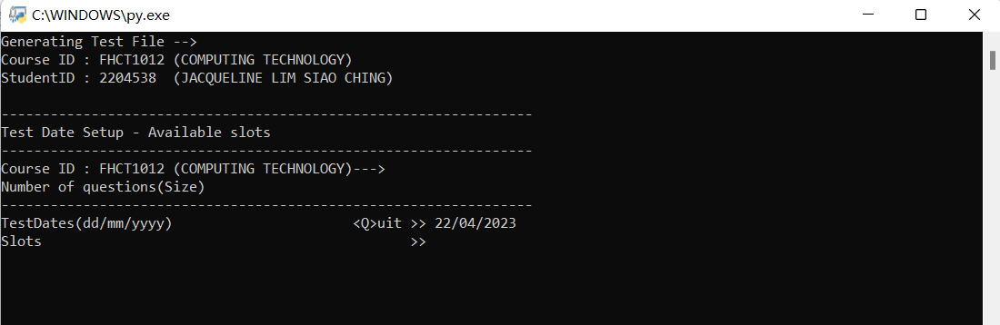 C:\WINDOWS\py.exe
Generating Test File -->
Course ID : FHCT1012 (COMPUTING TECHNOLOGY)
StudentID : 2204538  (JACQUELINE LIM SIAO CHING)
-----------------------------------------------------------------
Test Date Setup - Available slots
-----------------------------------------------------------------
Course ID : FHCT1012 (COMPUTING TECHNOLOGY)--->
Number of questions(Size)
-----------------------------------------------------------------
TestDates(dd/mm/yyyy)                      <Q>uit >> 22/04/2023
Slots                                             >>